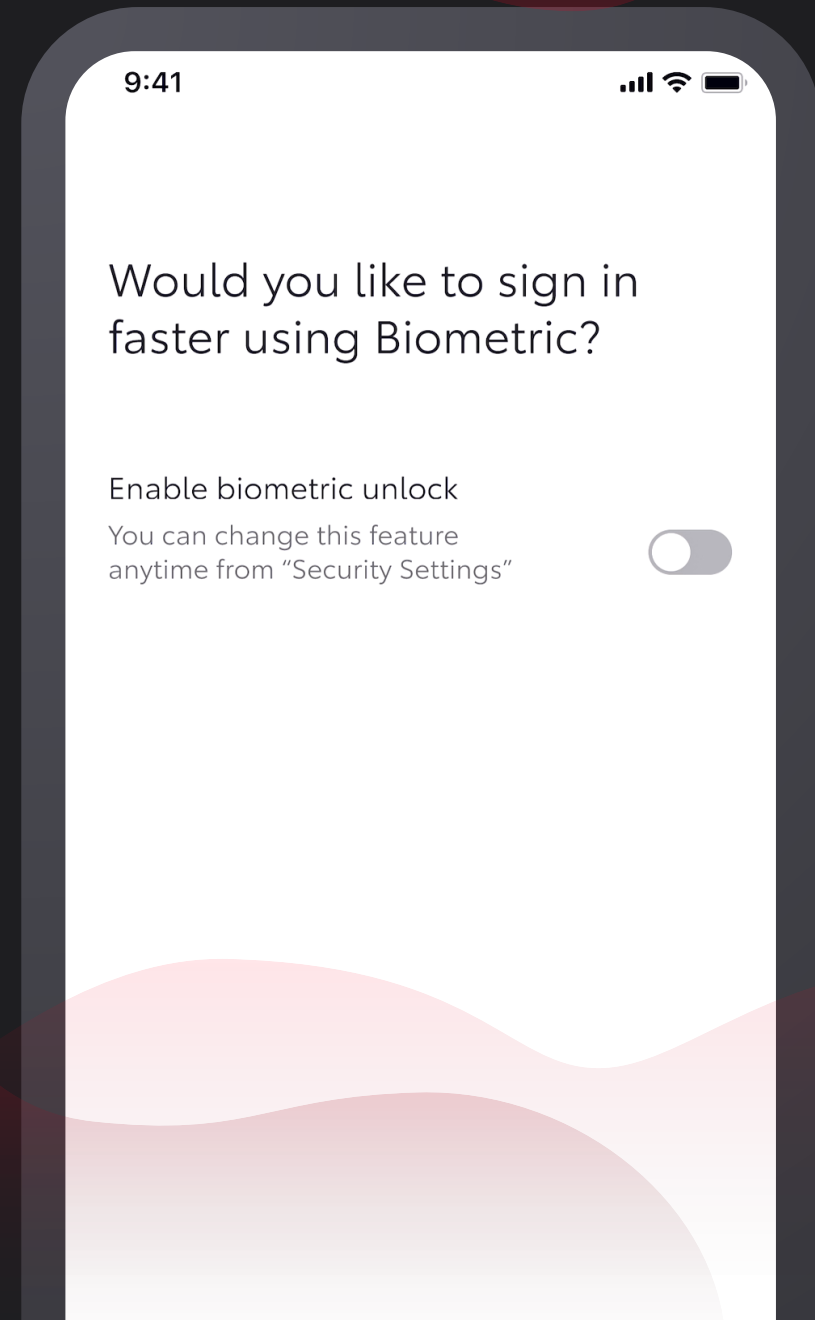 9:41
Would you like to sign in
faster using Biometric?
Enable biometric unlock
You can change this feature
anytime from “Security Settings”